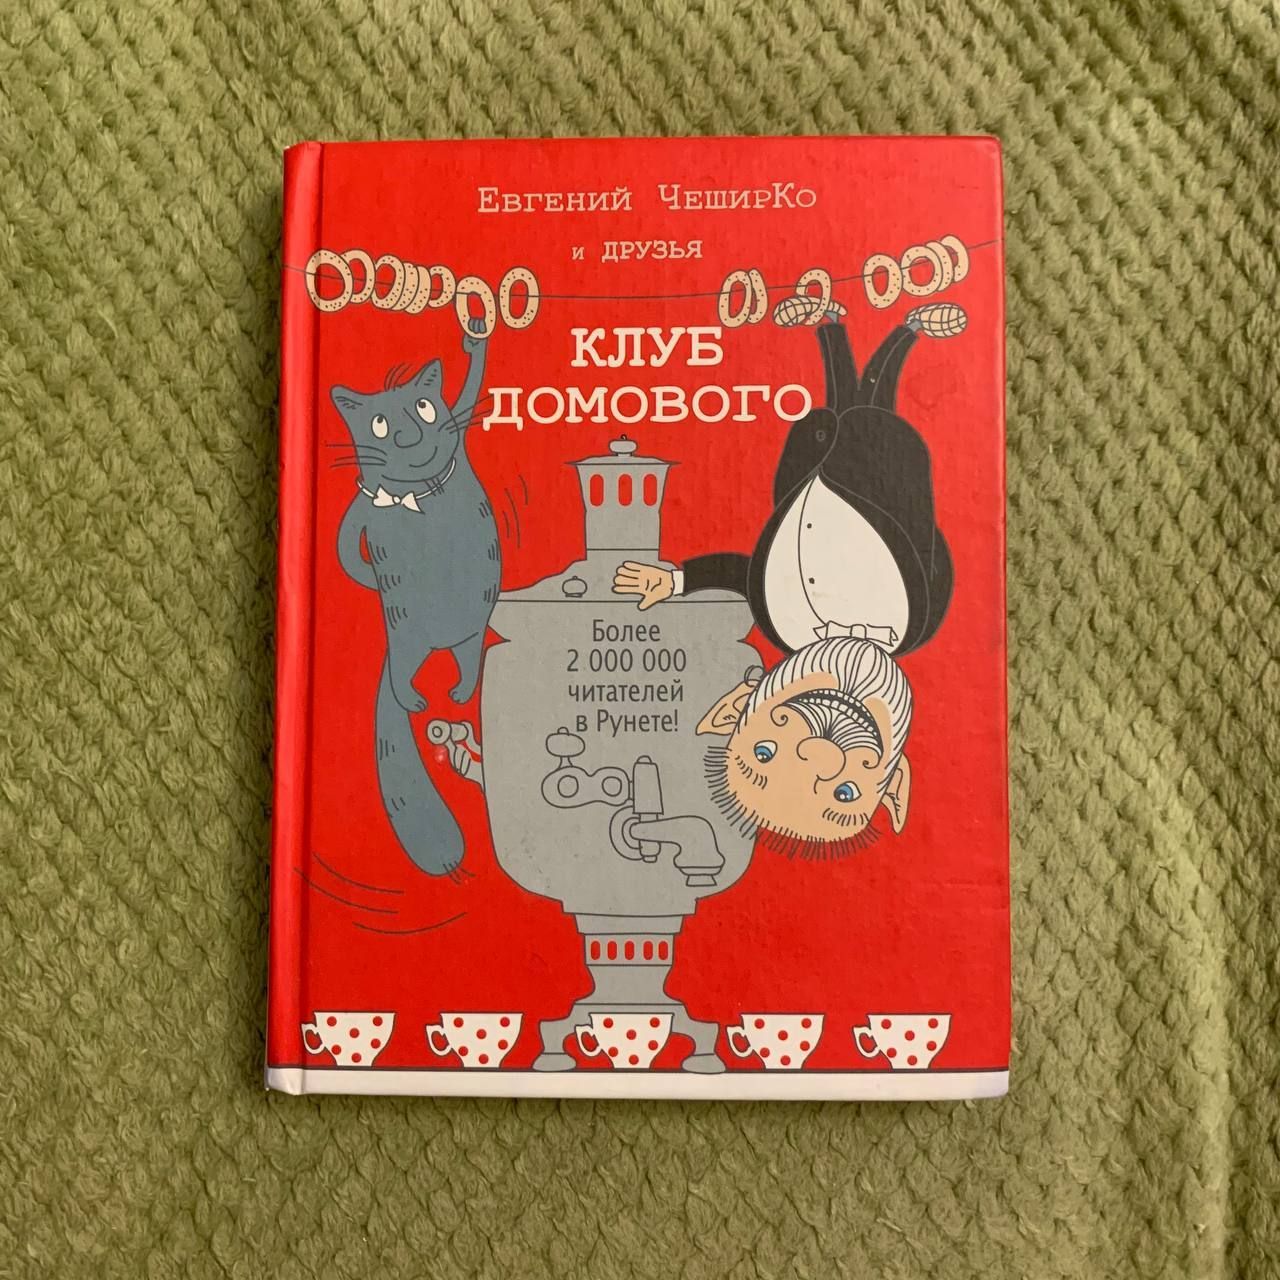 Евгений ЧеширКо
и друзья
КЛУБ
ДОМОВОГО
Более
2 000 000
читателей
в Рунете!